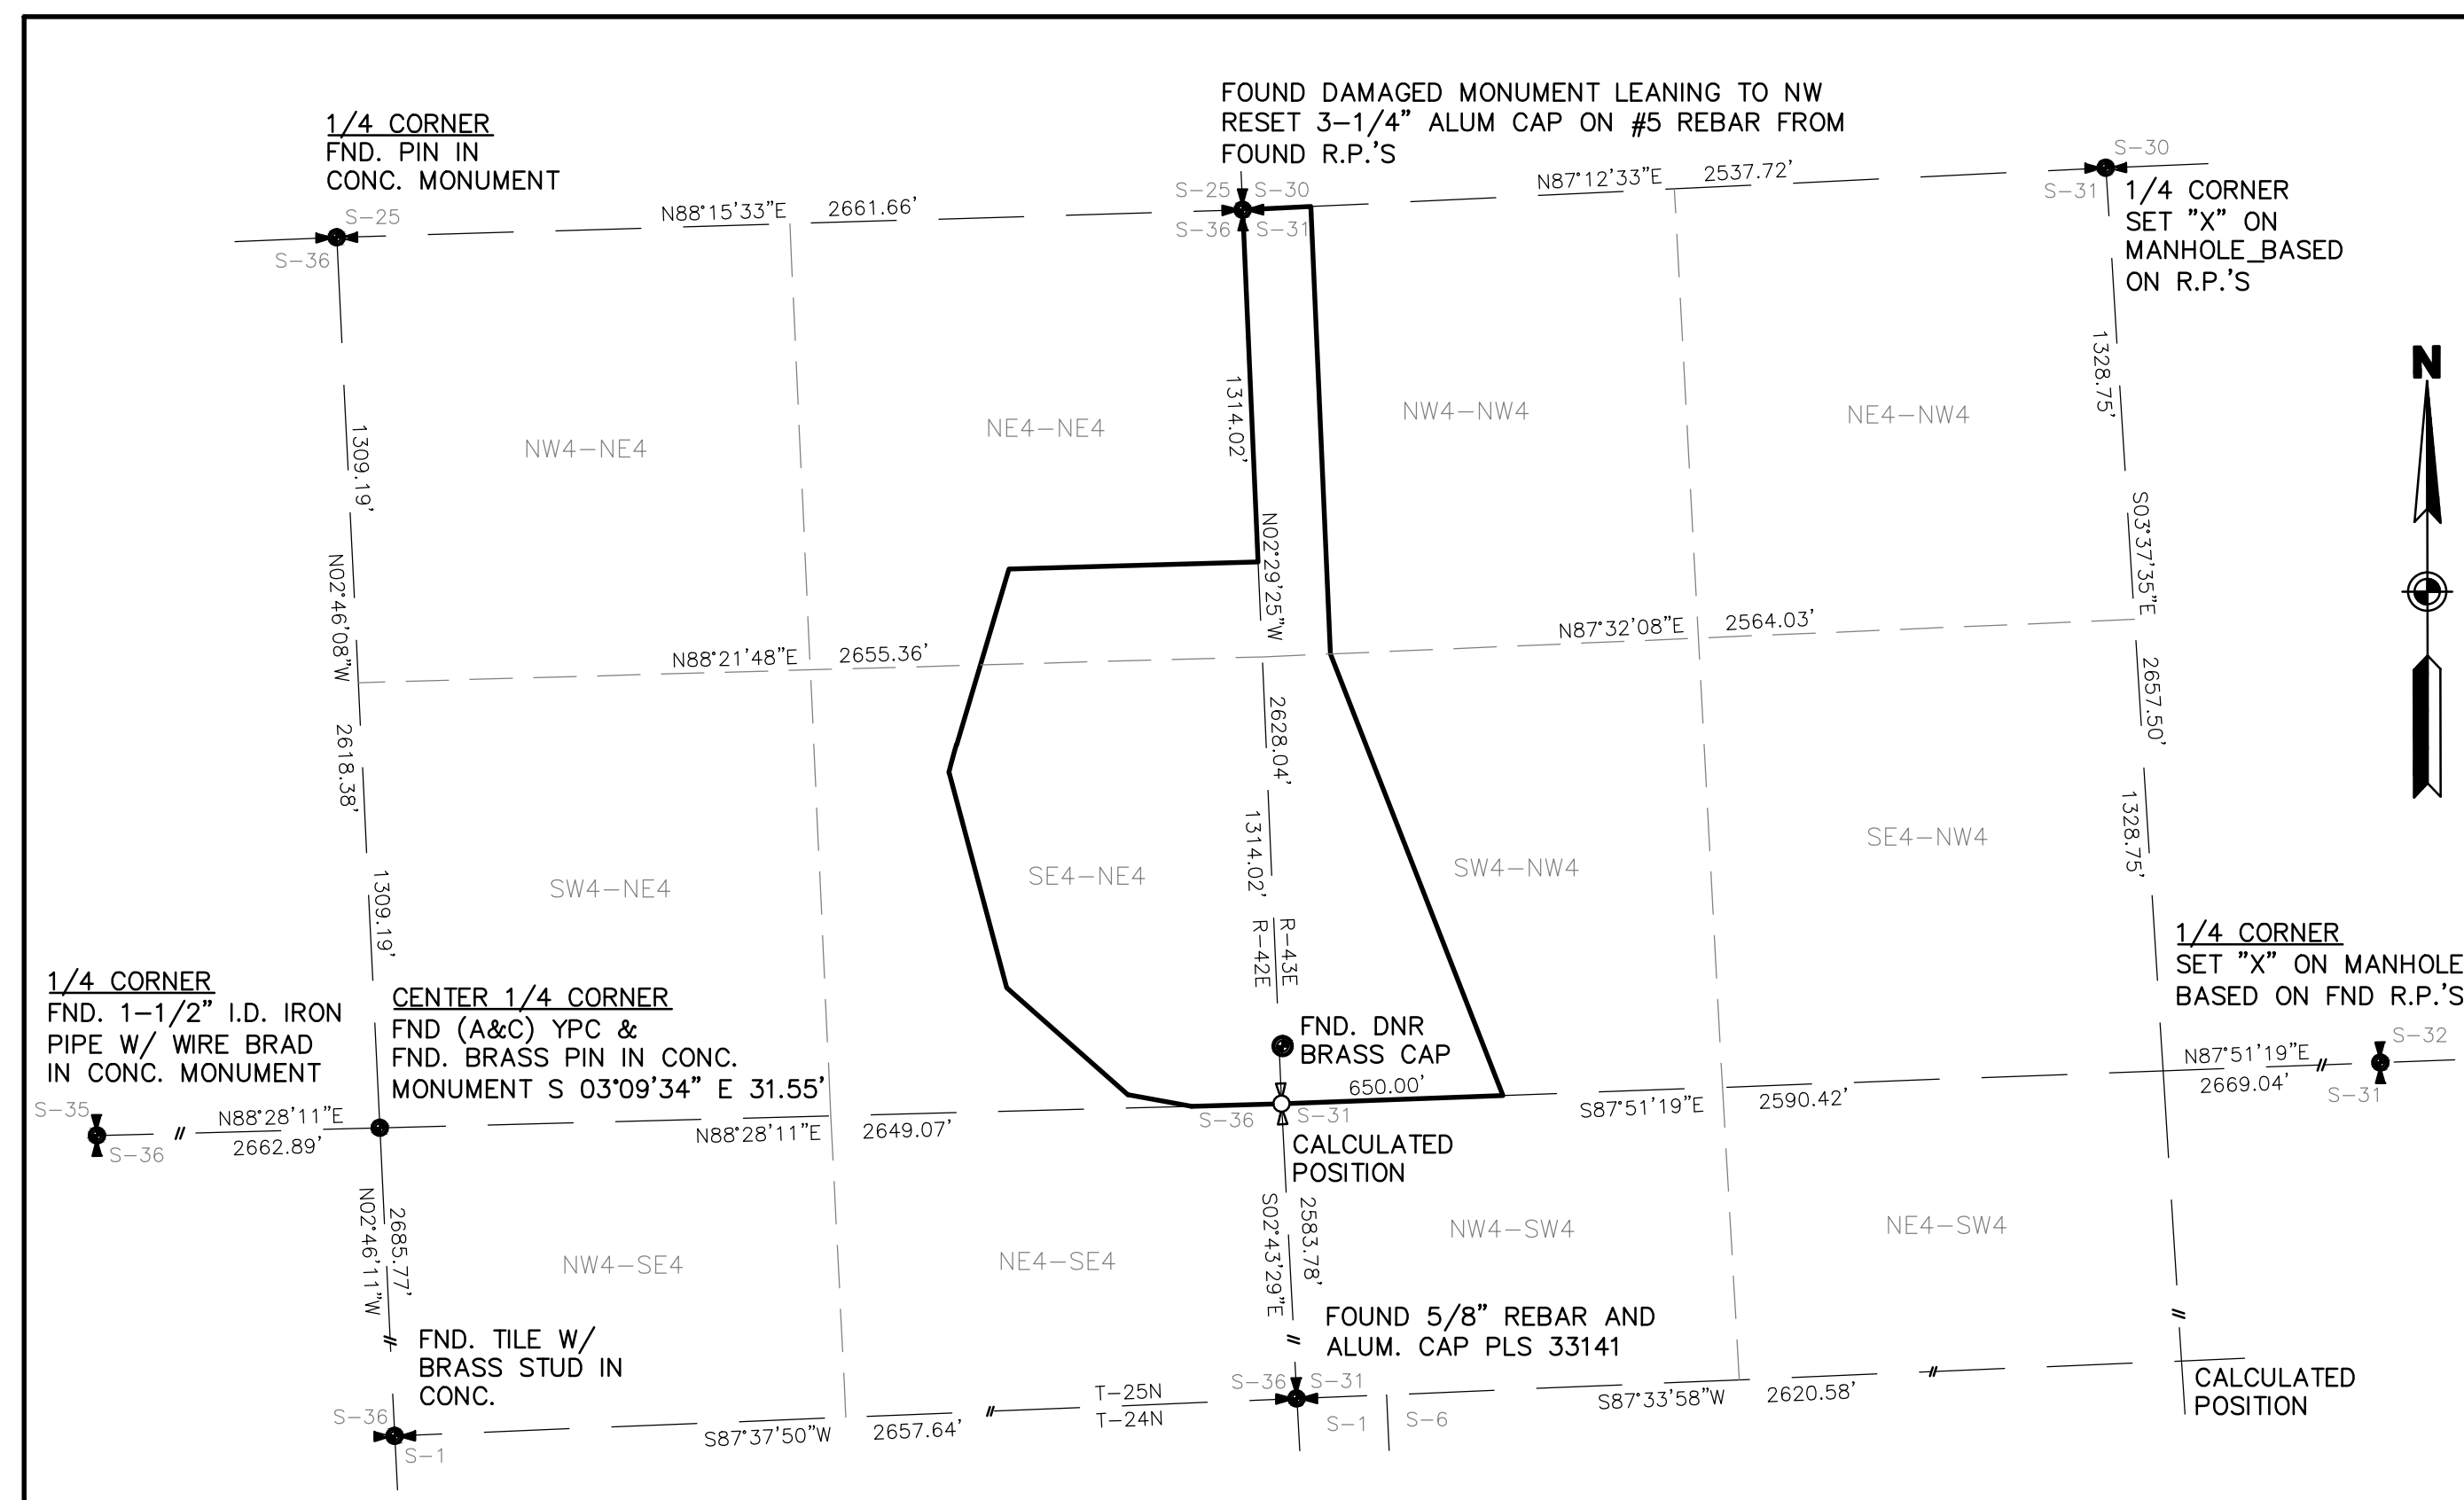 FOUND DAMAGED MONUMENT LEANING TO NW
RESET 3-1/4" ALUM CAP ON #5 REBAR FROM
FOUND R.P.'S
1/4 CORNER
FND. PIN IN
CONC. MONUMENT
S-25
S-36
N88°15'33"E 2661.66'
S-25
S-30
S-36
S-31
N87°12'33"E 2537.72'
S-30
S-31
1/4 CORNER
SET "X" ON
MANHOLE_BASED
ON R.P.'S
N
1328.75'
1314.02'
1309.19'
NW4-NE4
NE4-NE4
NW4-NW4
NE4-NW4
S03°37'35"E
N02°29'25"W
N02°46'08"W
N88°21'48"E 2655.36'
N87°32'08"E 2564.03'
2657.50'
2628.04'
2618.38'
1328.75'
1314.02'
1309.19'
SW4-NE4
SE4-NE4
SW4-NW4
SE4-NW4
R-43E
R-42E
1/4 CORNER
FND. 1-1/2" I.D. IRON
PIPE W/ WIRE BRAD
IN CONC. MONUMENT
CENTER 1/4 CORNER
FND (A&C) YPC &
FND. BRASS PIN IN CONC.
MONUMENT S 03°09'34" E 31.55'
FND. DNR
BRASS CAP
650.00'
1/4 CORNER
SET "X" ON MANHOLE
BASED ON FND R.P.'S
S-35
S-36
N88°28'11"E
2662.89'
N88°28'11"E 2649.07'
S-36
S-31
CALCULATED
POSITION
S87°51'19"E 2590.42'
N87°51'19"E
2669.04'
S-32
S-31
N02°46'11"W
2685.77'
NW4-SE4
NE4-SE4
S02°43'29"E
2583.78'
NW4-SW4
NE4-SW4
FND. TILE W/
BRASS STUD IN
CONC.
FOUND 5/8" REBAR AND
ALUM. CAP PLS 33141
S-36
S-1
S87°37'50"W 2657.64'
T-25N
T-24N
S-36
S-31
S-1
S-6
S87°33'58"W 2620.58'
CALCULATED
POSITION